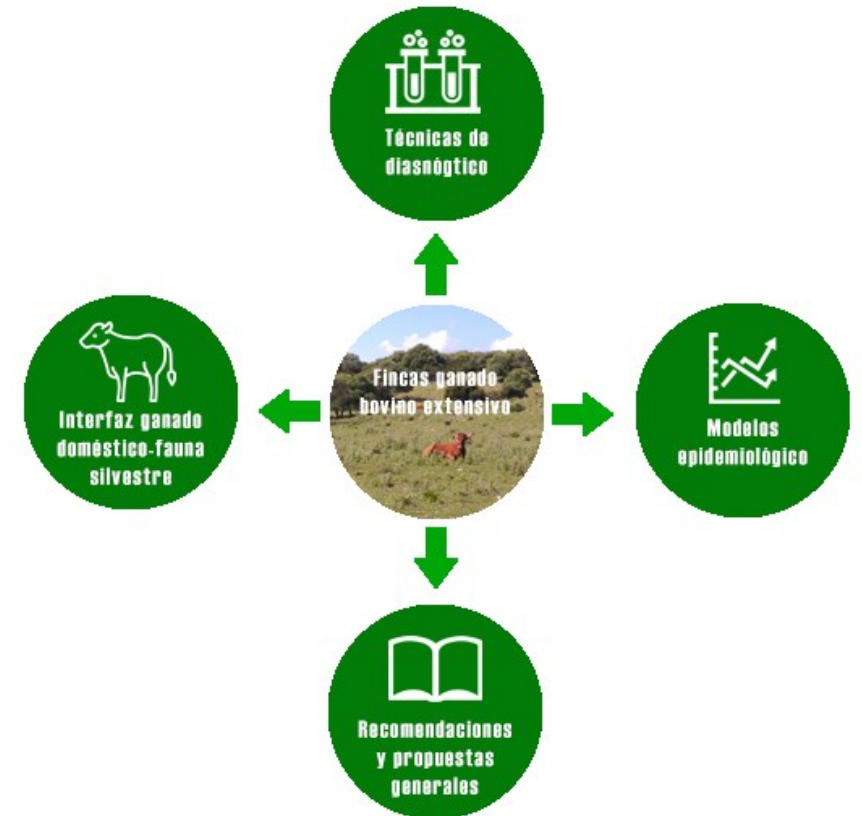 Técnicas de
diasnógtico
Fincas ganado
bovino extensivo
Interfaz ganado
doméstico-fauna
silvestre
Modelos
epidemiológico
Recomendaciones
y propuestas
generales